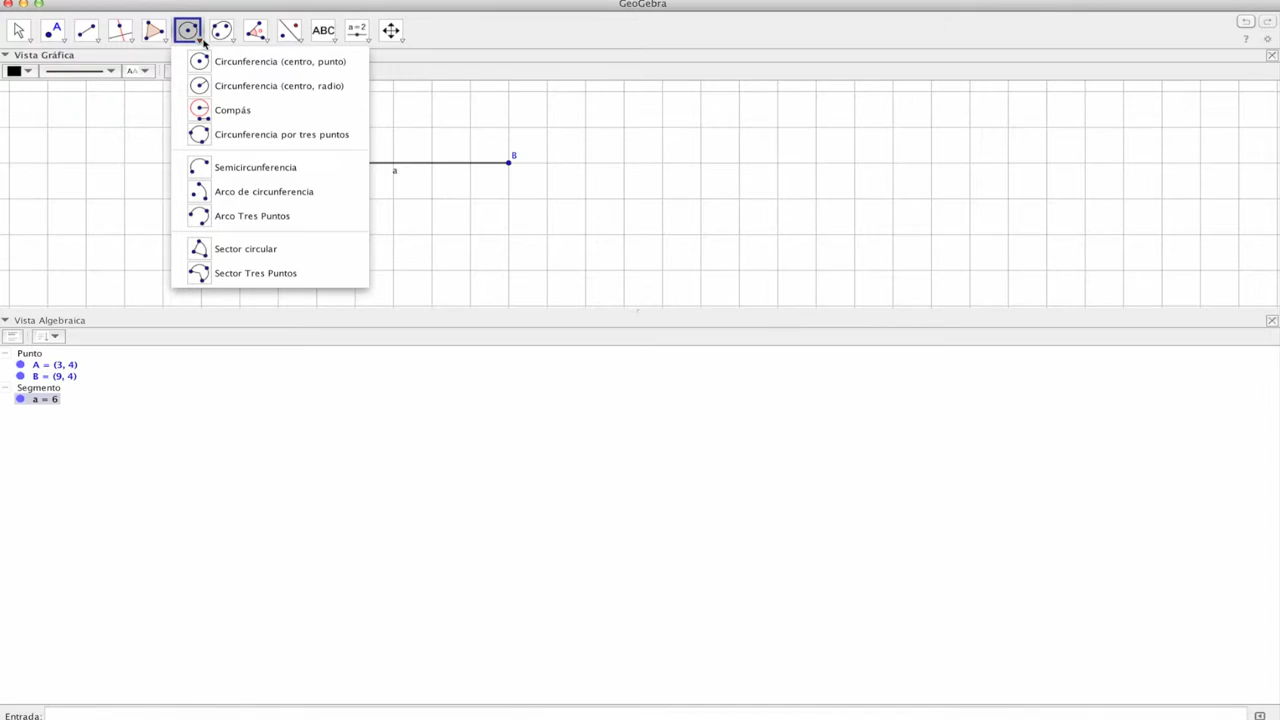 GeoGebra
A
ABC
a=2
?
Vista Gráfica
AA
Circunferencia (centro, punto)
Circunferencia (centro, radio)
Compás
Circunferencia por tres puntos
Semicircunferencia
Arco de circunferencia
Arco Tres Puntos
Sector circular
Sector Tres Puntos
B
a
Vista Algebraica
Punto
A = (3, 4)
B = (9, 4)
Segmento
a = 6
Entrada: